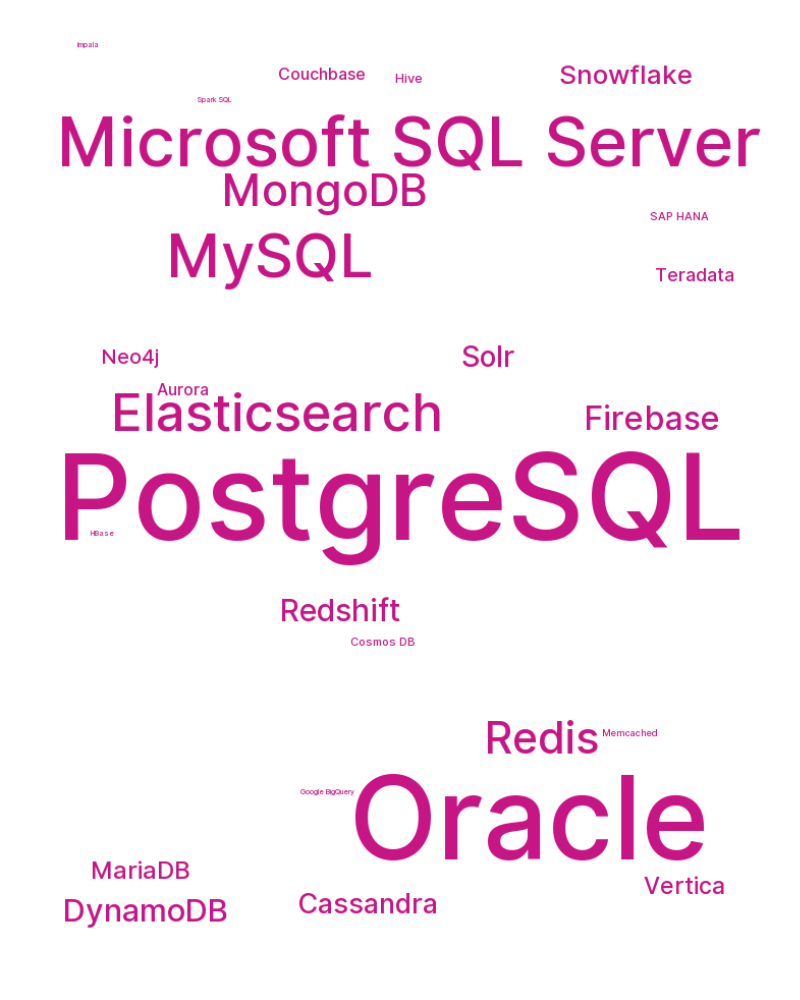 Impala
Couchbase
Hive
Snowflake
Spark SQL
Microsoft SQL Server
MongoDB
SAP HANA
MySQL
Teradata
Neo4j
Solr
Aurora
Elasticsearch
Firebase
PostgreSQL
HBase
Redshift
Cosmos DB
Redis
Memcached
Google BigQuery
Oracle
MariaDB
Vertica
DynamoDB
Cassandra